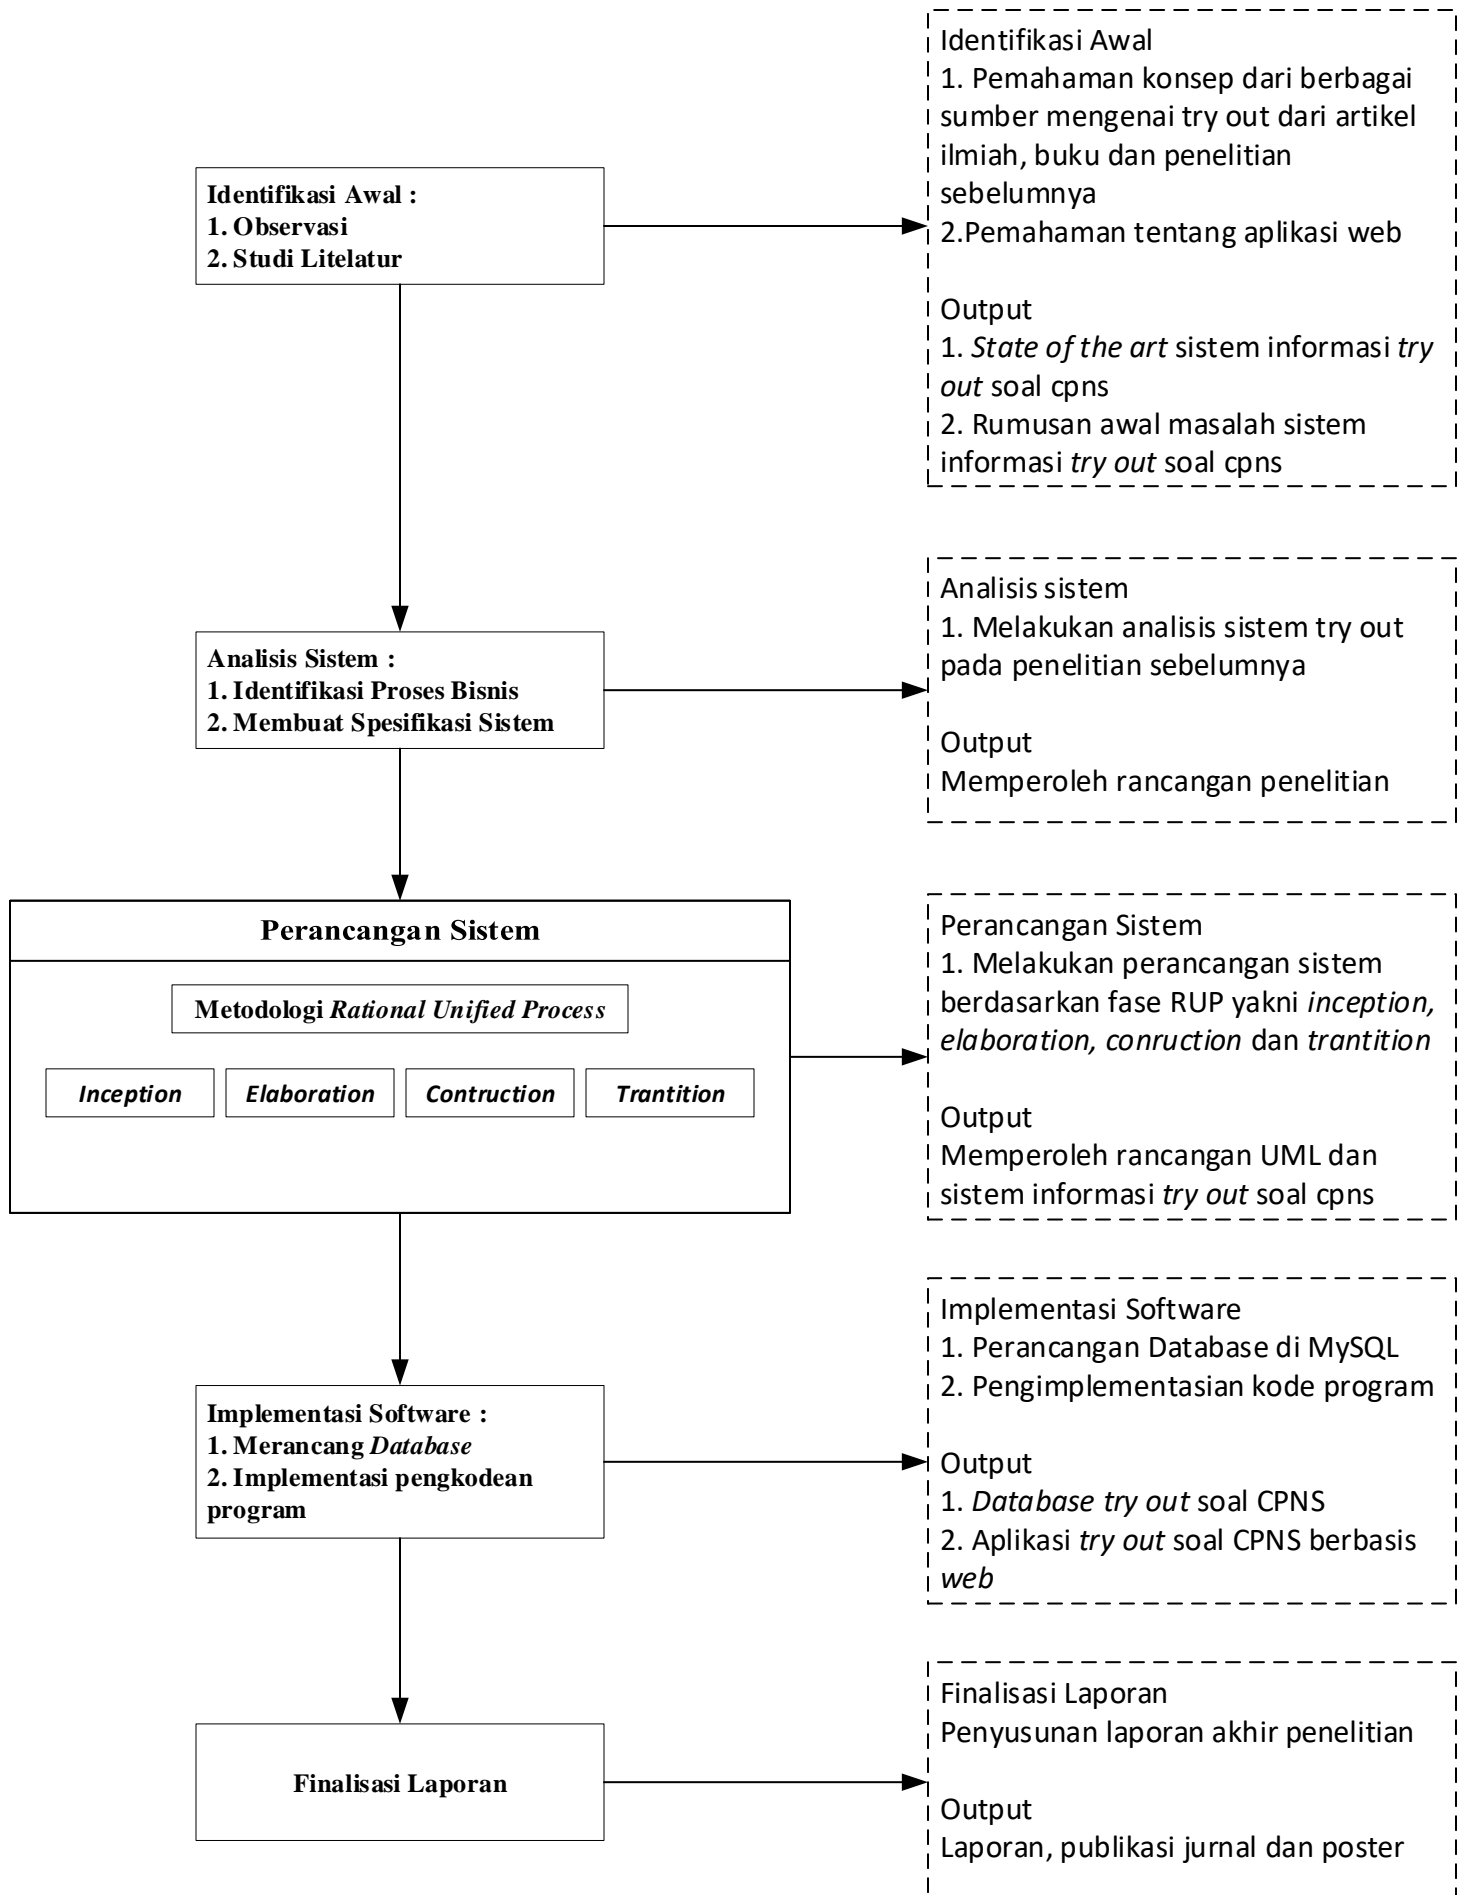 Identifikasi Awal :
1. Observasi
2. Studi Litelatur
Identifikasi Awal
1. Pemahaman konsep dari berbagai
sumber mengenai try out dari artikel
ilmiah, buku dan penelitian
sebelumnya
2.Pemahaman tentang aplikasi web
Output
1. State of the art sistem informasi try
out soal cpns
2. Rumusan awal masalah sistem
informasi try out soal cpns
Analisis Sistem :
1. Identifikasi Proses Bisnis
2. Membuat Spesifikasi Sistem
Analisis sistem
1. Melakukan analisis sistem try out
pada penelitian sebelumnya
Output
Memperoleh rancangan penelitian
Perancangan Sistem
Metodologi Rational Unified Process
Inception
Elaboration
Contruction
Trantition
Perancangan Sistem
1. Melakukan perancangan sistem
berdasarkan fase RUP yakni inception,
elaboration, conruction dan trantition
Output
Memperoleh rancangan UML dan
sistem informasi try out soal cpns
Implementasi Software :
1. Merancang Database
2. Implementasi pengkodean
program
Implementasi Software
1. Perancangan Database di MySQL
2. Pengimplementasian kode program
Output
1. Database try out soal CPNS
2. Aplikasi try out soal CPNS berbasis
web
Finalisasi Laporan
Finalisasi Laporan
Penyusunan laporan akhir penelitian
Output
Laporan, publikasi jurnal dan poster